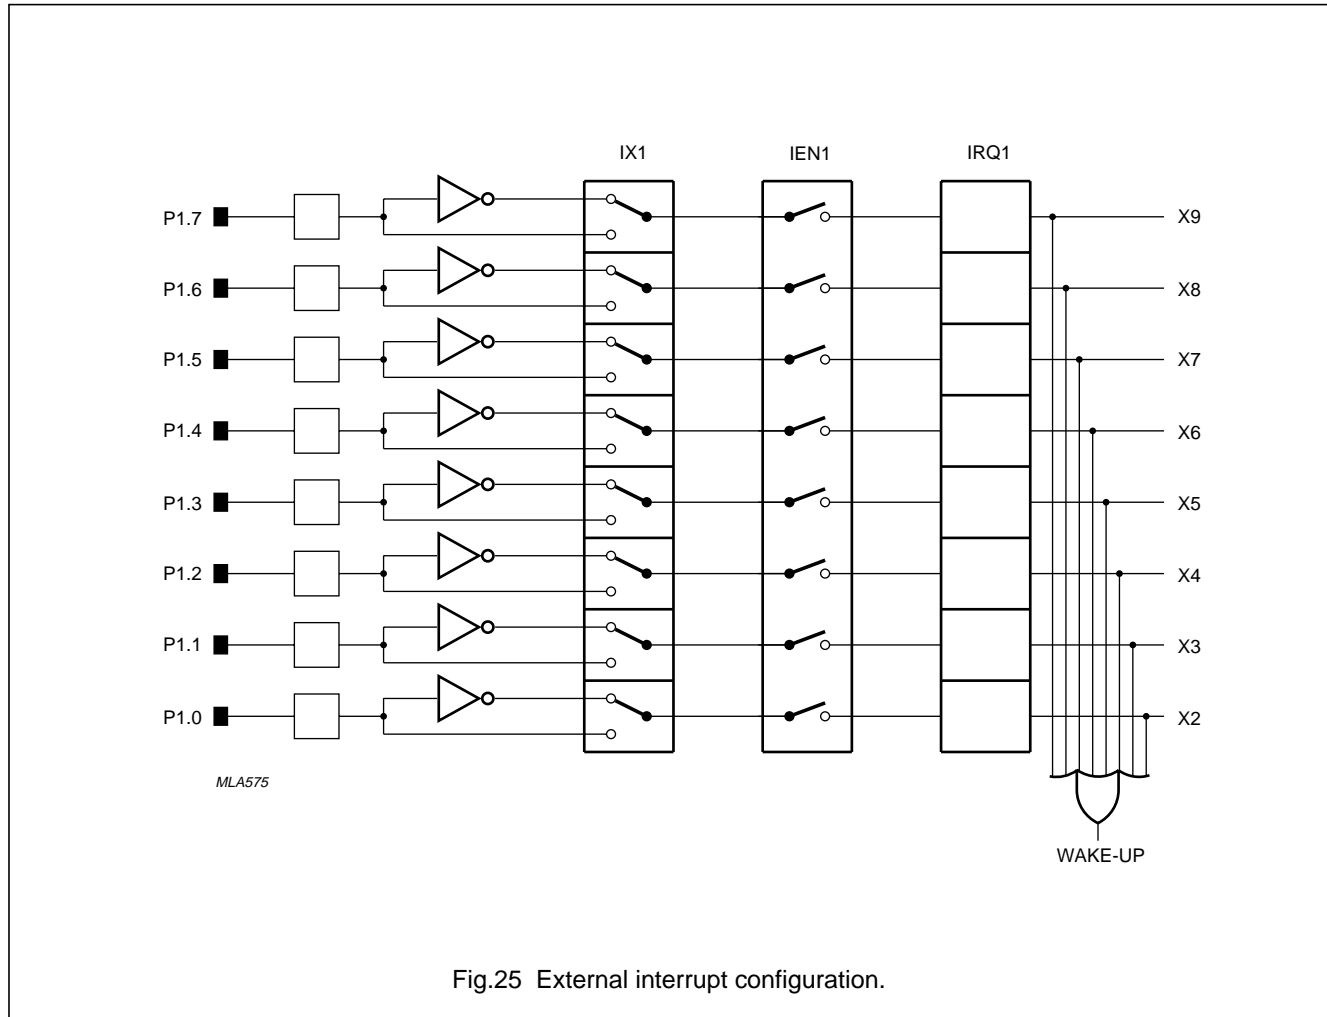 IX1 IEN1 IRQ1
P1.7 X9
P1.6 X8
P1.5 X7
P1.4 X6
P1.3 X5
P1.2 X4
P1.1 X3
P1.0 X2
MLA575
WAKE-UP
Fig.25 External interrupt configuration.